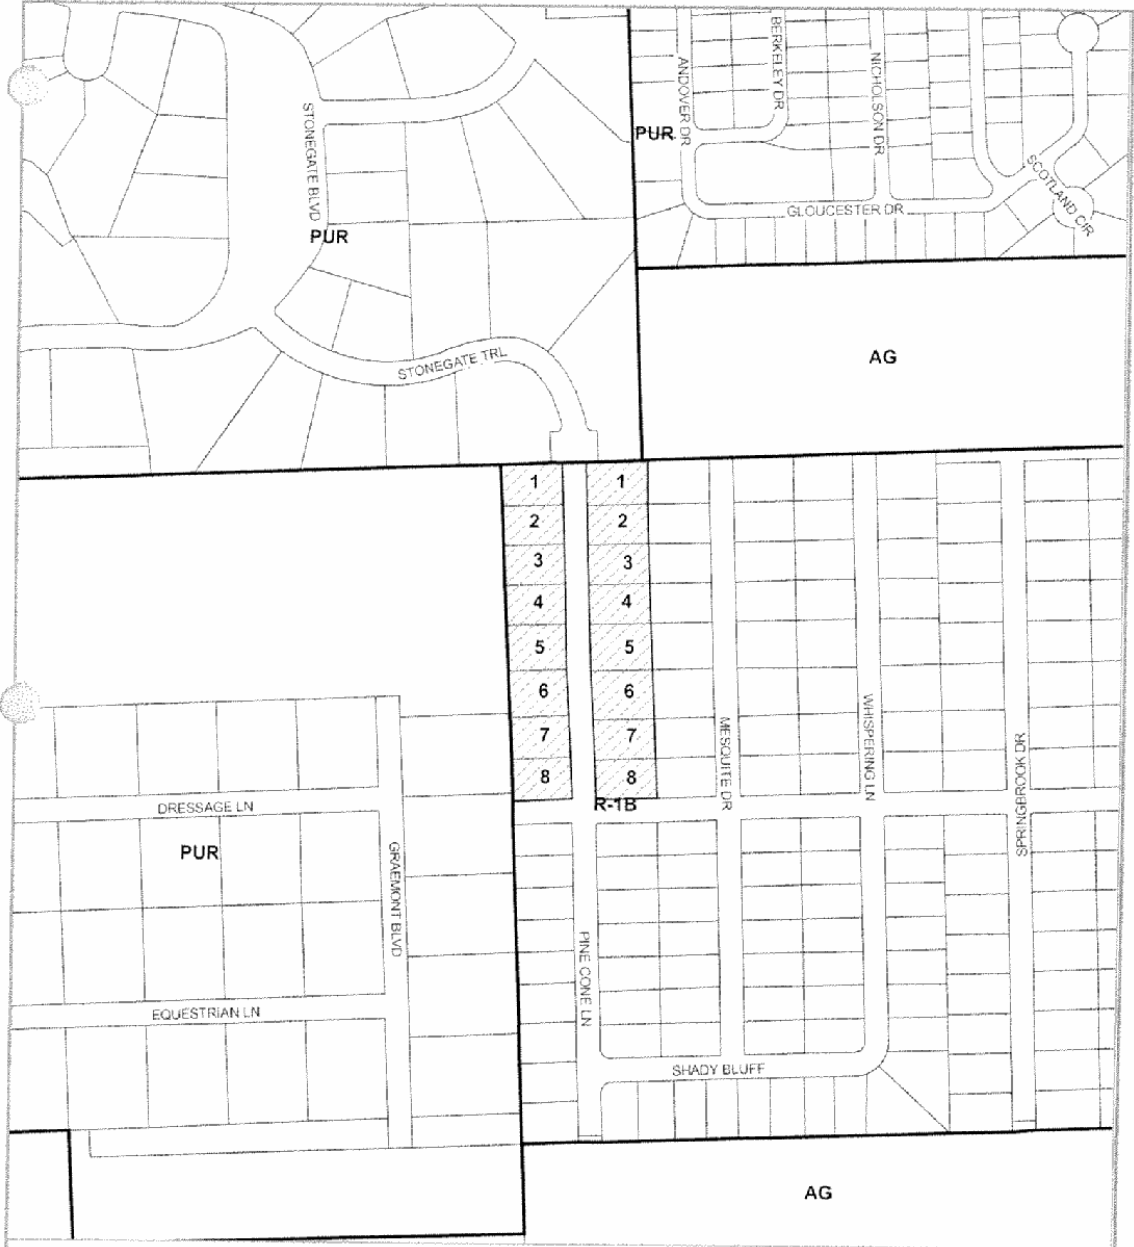 BERKELEY DR
ANDOVER DR
NICHOLSON DR
STONEGATE BLVD
PUR
SCOTLAND CIR
GLOUCESTER DR
PUR
STONEGATE TRL
AG
1 1
2 2
3 3
4 4
5 5
6 6
7 7
8 8
R-1B
MESQUITE DR
WHISPERING LN
SPRINGBROOK DR
DRESSAGE LN
PUR
GRAEMONT BLVD
PINE CONE LN
EQUESTRIAN LN
SHADY BLUFF
AG